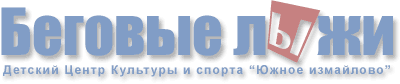 Беговые лыжи
Детский Центр Культуры и спорта “Южное измайлово”